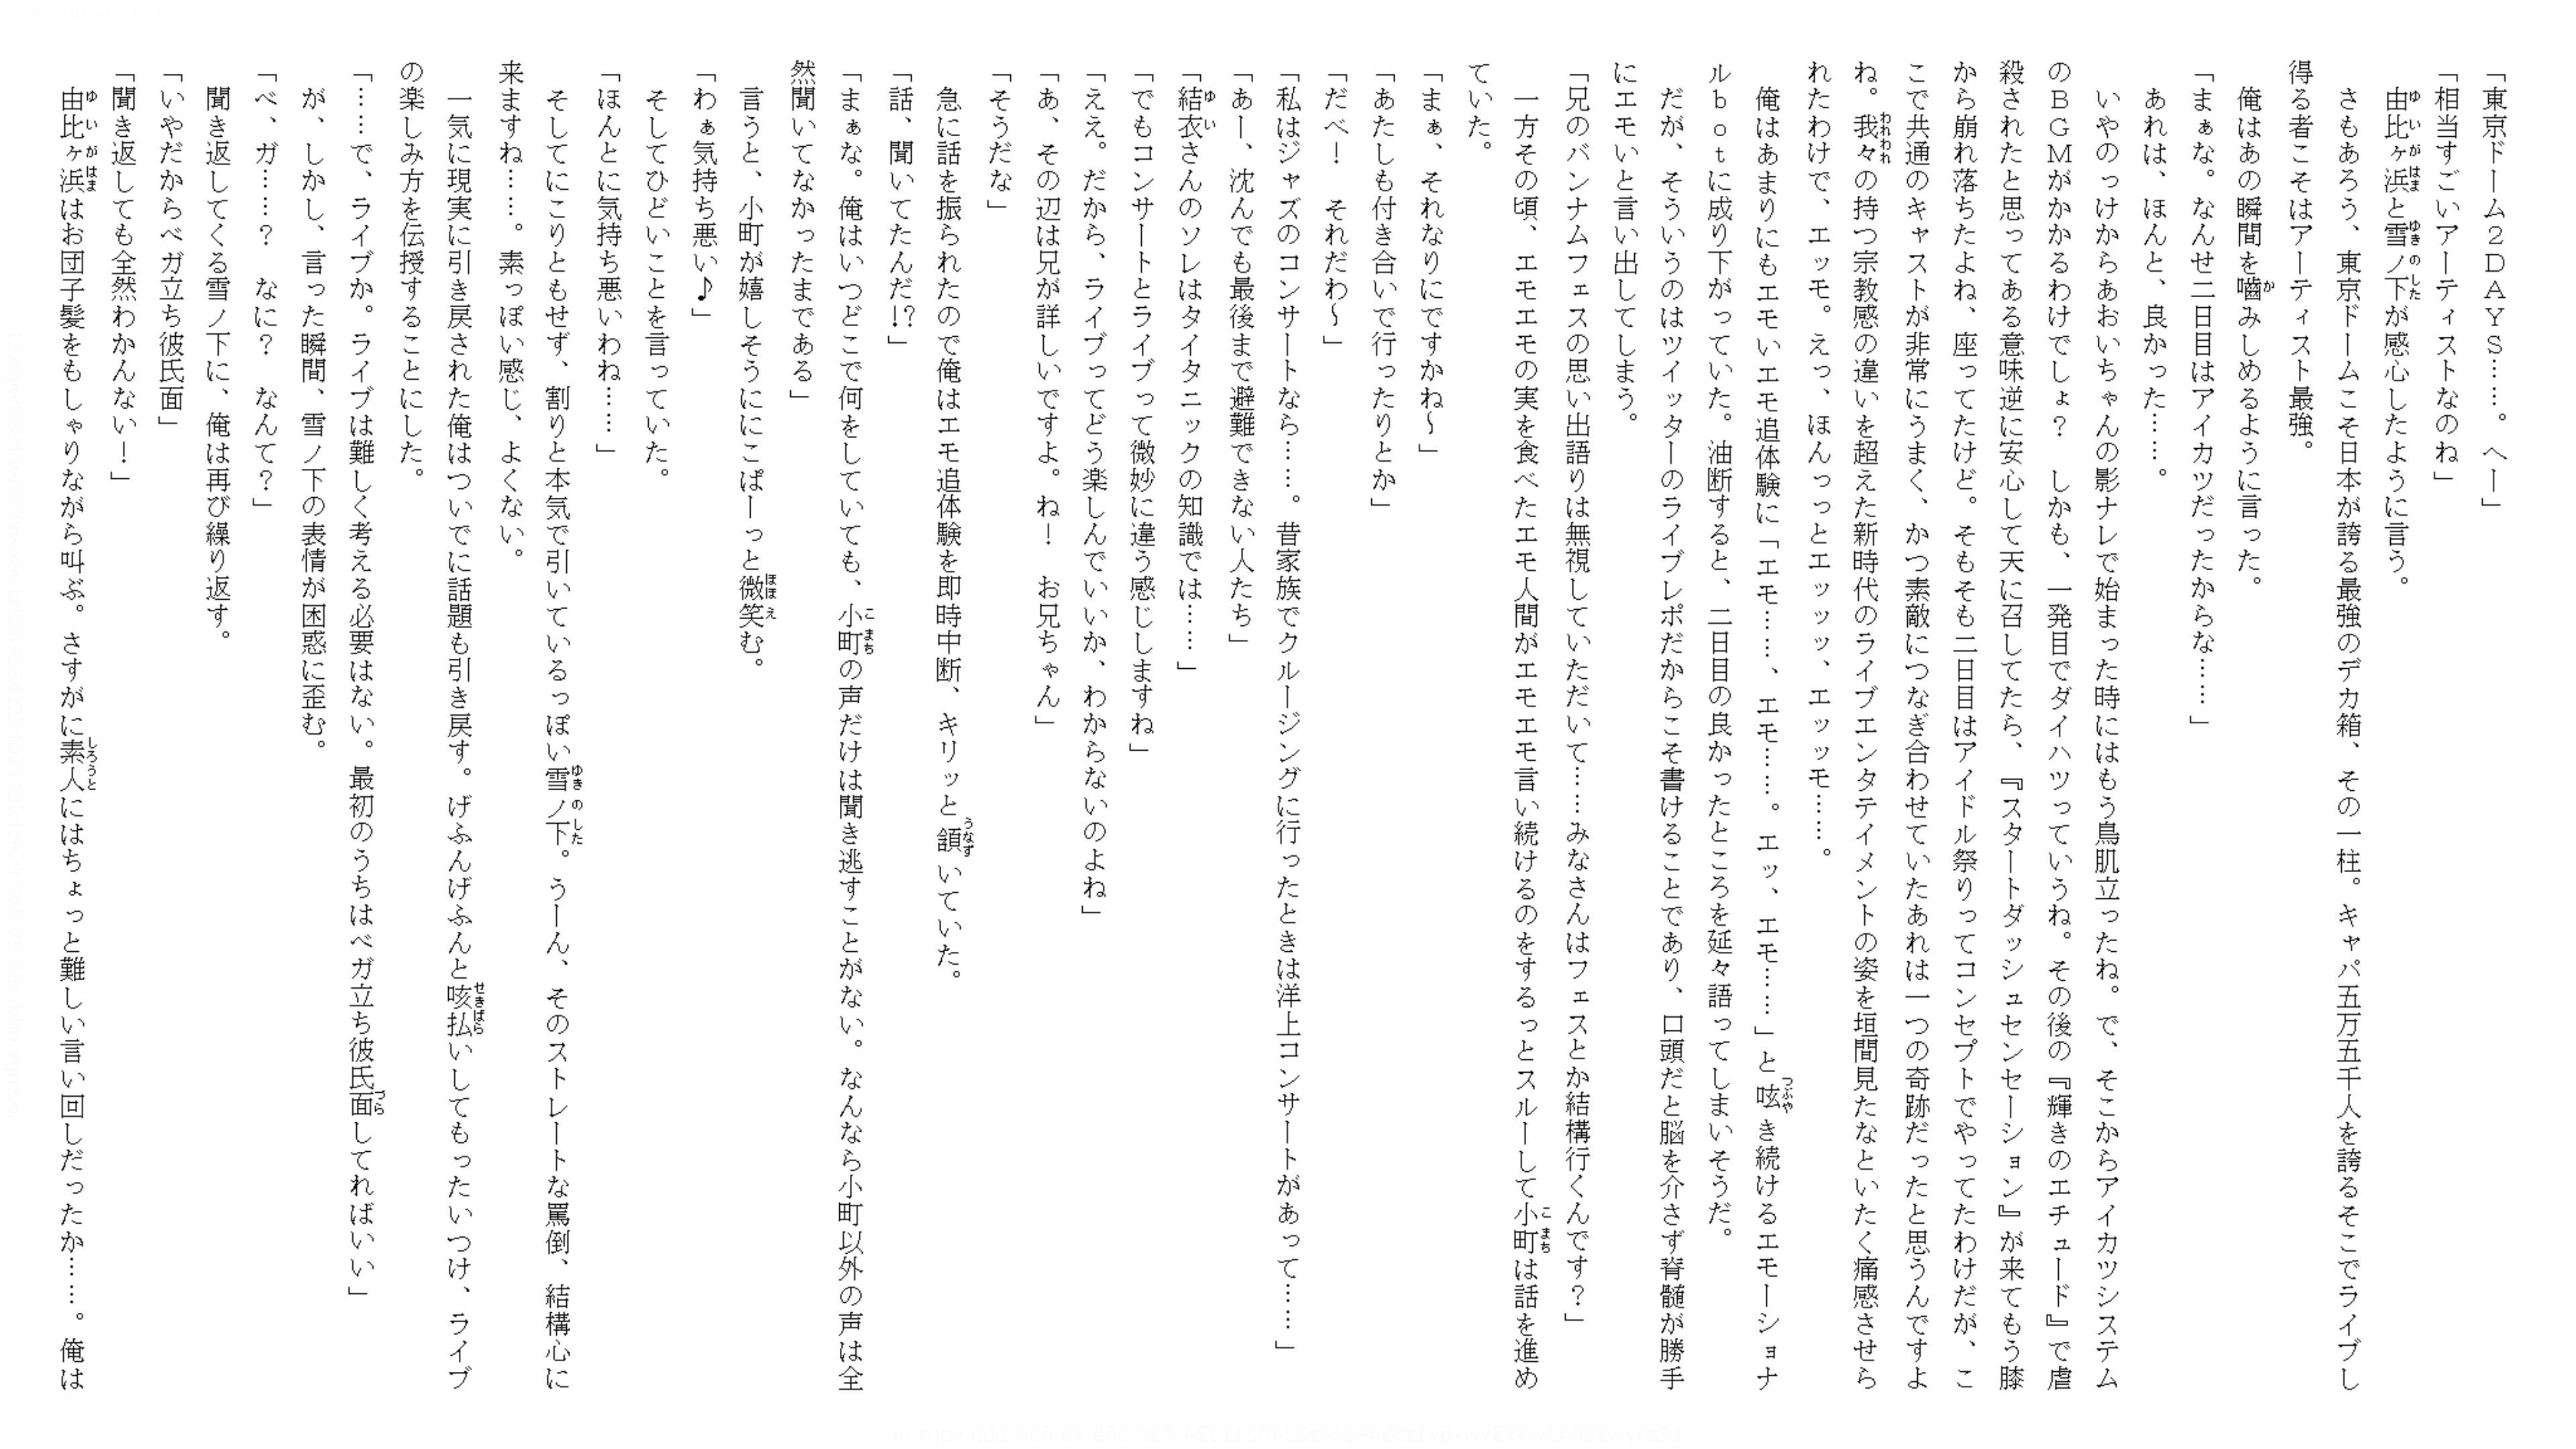 「東京ドーム２ＤＡＹＳ……。へー」
「相当すごいアーティストなのね」
　由比ヶ浜と雪ノ下が感心したように言う。
　さもあろう、東京ドームこそ日本が誇る最強のデカ箱、その一柱。キャパ五万五千人を誇るそこでライブし
得る者こそはアーティスト最強。
　俺はあの瞬間を噛みしめるように言った。
「まぁな。なんせ二日目はアイカツだったからな……」
　あれは、ほんと、良かった……。
　いやのっけからあおいちゃんの影ナレで始まった時にはもう鳥肌立ったね。で、そこからアイカツシステム
のＢＧＭがかかるわけでしょ？　しかも、一発目でダイハツっていうね。その後の『輝きのエチュード』で虐
殺されたと思ってある意味逆に安心して天に召してたら、『スタートダッシュセンセーション』が来てもう膝
から崩れ落ちたよね、座ってたけど。そもそも二日目はアイドル祭りってコンセプトでやってたわけだが、こ
こで共通のキャストが非常にうまく、かつ素敵につなぎ合わせていたあれは一つの奇跡だったと思うんですよ
ね。我々の持つ宗教感の違いを超えた新時代のライブエンタテイメントの姿を垣間見たなといたく痛感させら
れたわけで、エッモ。えっ、ほんっっとエッッッ、エッッモ……。
　俺はあまりにもエモいエモ追体験に「エモ……、エモ……。エッ、エモ……」と呟き続けるエモーショナ
ルｂｏｔに成り下がっていた。油断すると、二日目の良かったところを延々語ってしまいそうだ。
　だが、そういうのはツイッターのライブレポだからこそ書けることであり、口頭だと脳を介さず脊髄が勝手
にエモいと言い出してしまう。
「兄のバンナムフェスの思い出語りは無視していただいて……みなさんはフェスとか結構行くんです？」
　一方その頃、エモエモの実を食べたエモ人間がエモエモ言い続けるのをするっとスルーして小町は話を進め
ていた。
「まぁ、それなりにですかね〜」
「あたしも付き合いで行ったりとか」
「だべ！　それだわ〜」
「私はジャズのコンサートなら……。昔家族でクルージングに行ったときは洋上コンサートがあって……」
「あー、沈んでも最後まで避難できない人たち」
「結衣さんのソレはタイタニックの知識では……」
「でもコンサートとライブって微妙に違う感じしますね」
「ええ。だから、ライブってどう楽しんでいいか、わからないのよね」
「あ、その辺は兄が詳しいですよ。ね！　お兄ちゃん」
「そうだな」
　急に話を振られたので俺はエモ追体験を即時中断、キリッと頷いていた。
「話、聞いてたんだ!?」
「まぁな。俺はいつどこで何をしていても、小町の声だけは聞き逃すことがない。なんなら小町以外の声は全
然聞いてなかったまである」
　言うと、小町が嬉しそうににこぱーっと微笑む。
「わぁ気持ち悪い♪」
　そしてひどいことを言っていた。
「ほんとに気持ち悪いわね……」
　そしてにこりともせず、割りと本気で引いているっぽい雪ノ下。うーん、そのストレートな罵倒、結構心に
来ますね……。素っぽい感じ、よくない。
　一気に現実に引き戻された俺はついでに話題も引き戻す。げふんげふんと咳払いしてもったいつけ、ライブ
の楽しみ方を伝授することにした。
「……で、ライブか。ライブは難しく考える必要はない。最初のうちはベガ立ち彼氏面してればいい」
　が、しかし、言った瞬間、雪ノ下の表情が困惑に歪む。
「べ、ガ……？　なに？　なんて？」
　聞き返してくる雪ノ下に、俺は再び繰り返す。
「いやだからベガ立ち彼氏面」
「聞き返しても全然わかんない！」
　由比ヶ浜はお団子髪をもしゃりながら叫ぶ。さすがに素人にはちょっと難しい言い回しだったか……。俺は